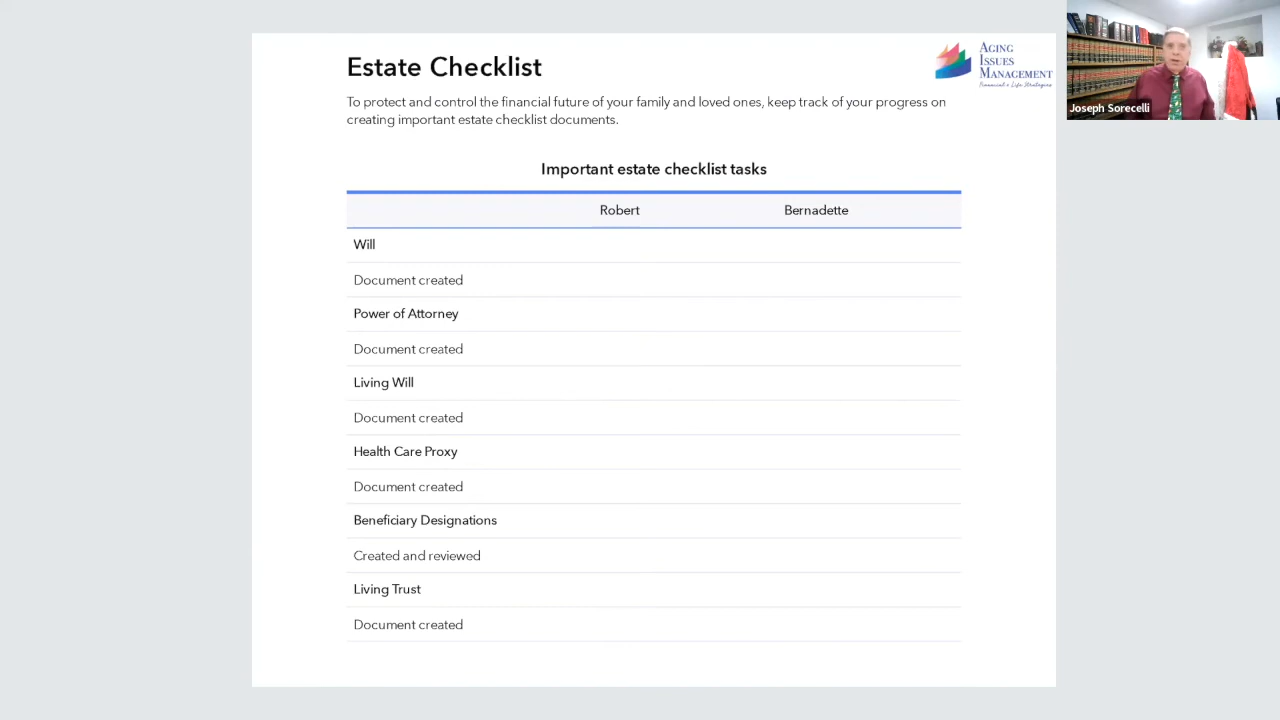 Estate Checklist
AGING
ISSUES
MANAGEMENT
Financial & Life Strategies
To protect and control the financial future of your family and loved ones, keep track of your progress on
creating important estate checklist documents.
Joseph Sorecelli
Important estate checklist tasks
Robert Bernadette
Will
Document created
Power of Attorney
Document created
Living Will
Document created
Health Care Proxy
Document created
Beneficiary Designations
Created and reviewed
Living Trust
Document created